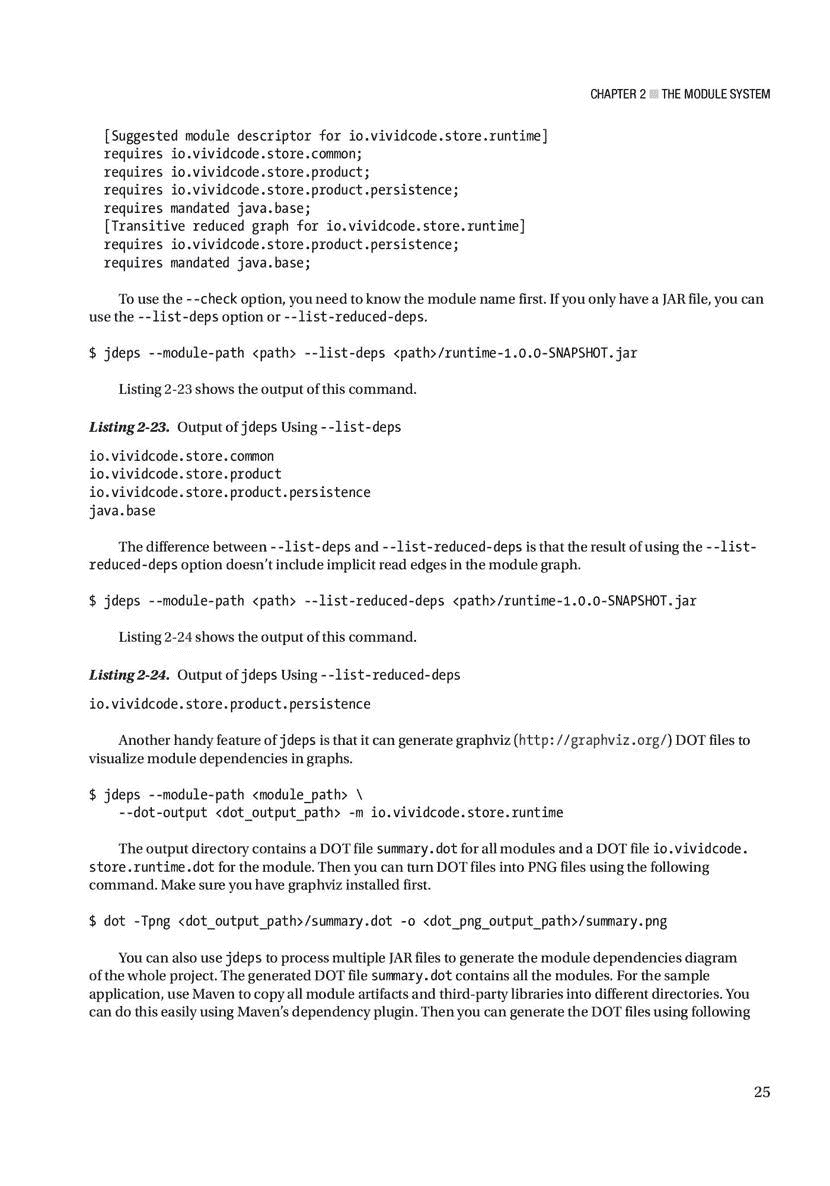 CHAPTER 2 ■ THE MODULE SYSTEM
[Suggested module descriptor for io.vividcode.store.runtime]
requires io.vividcode.store.common;
requires io.vividcode.store.product;
requires io.vividcode.store.product.persistence;
requires mandated java.base;
[Transitive reduced graph for io.vividcode.store.runtime]
requires io.vividcode.store.product.persistence;
requires mandated java.base;
To use the --check option, you need to know the module name first. If you only have a JAR file, you can
use the --list-deps option or --list-reduced-deps.
$ jdeps --module-path <path> --list-deps <path>/runtime-1.0.0-SNAPSHOT.jar
Listing 2-23 shows the output of this command.
Listing 2-23. Output of jdeps Using --list-deps
io.vividcode.store.common
io.vividcode.store.product
io.vividcode.store.product.persistence
java.base
The difference between --list-deps and --list-reduced-deps is that the result of using the --list-
reduced-deps option doesn't include implicit read edges in the module graph.
$ jdeps --module-path <path> --list-reduced-deps <path>/runtime-1.0.0-SNAPSHOT.jar
Listing 2-24 shows the output of this command.
Listing 2-24. Output of jdeps Using --list-reduced-deps
io.vividcode.store.product.persistence
Another handy feature of jdeps is that it can generate graphviz (http://graphviz.org/) DOT files to
visualize module dependencies in graphs.
$ jdeps --module-path <module_path> \
--dot-output <dot_output_path> -m io.vividcode.store.runtime
The output directory contains a DOT file summary.dot for all modules and a DOT file io.vividcode.
store.runtime.dot for the module. Then you can turn DOT files into PNG files using the following
command. Make sure you have graphviz installed first.
$ dot -Tpng <dot_output_path>/summary.dot -o <dot_png_output_path>/summary.png
You can also use jdeps to process multiple JAR files to generate the module dependencies diagram
of the whole project. The generated DOT file summary.dot contains all the modules. For the sample
application, use Maven to copy all module artifacts and third-party libraries into different directories. You
can do this easily using Maven's dependency plugin. Then you can generate the DOT files using following
25